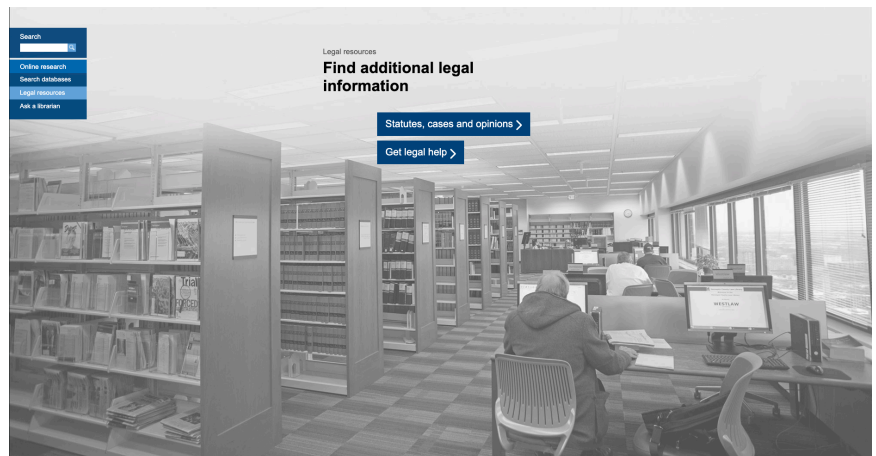 Search
Online research
Search databases
Legal resources
Ask a librarian
Legal resources
Find additional legal
information
Statutes, cases and opinions
Get legal help
Trial
WESTLAW